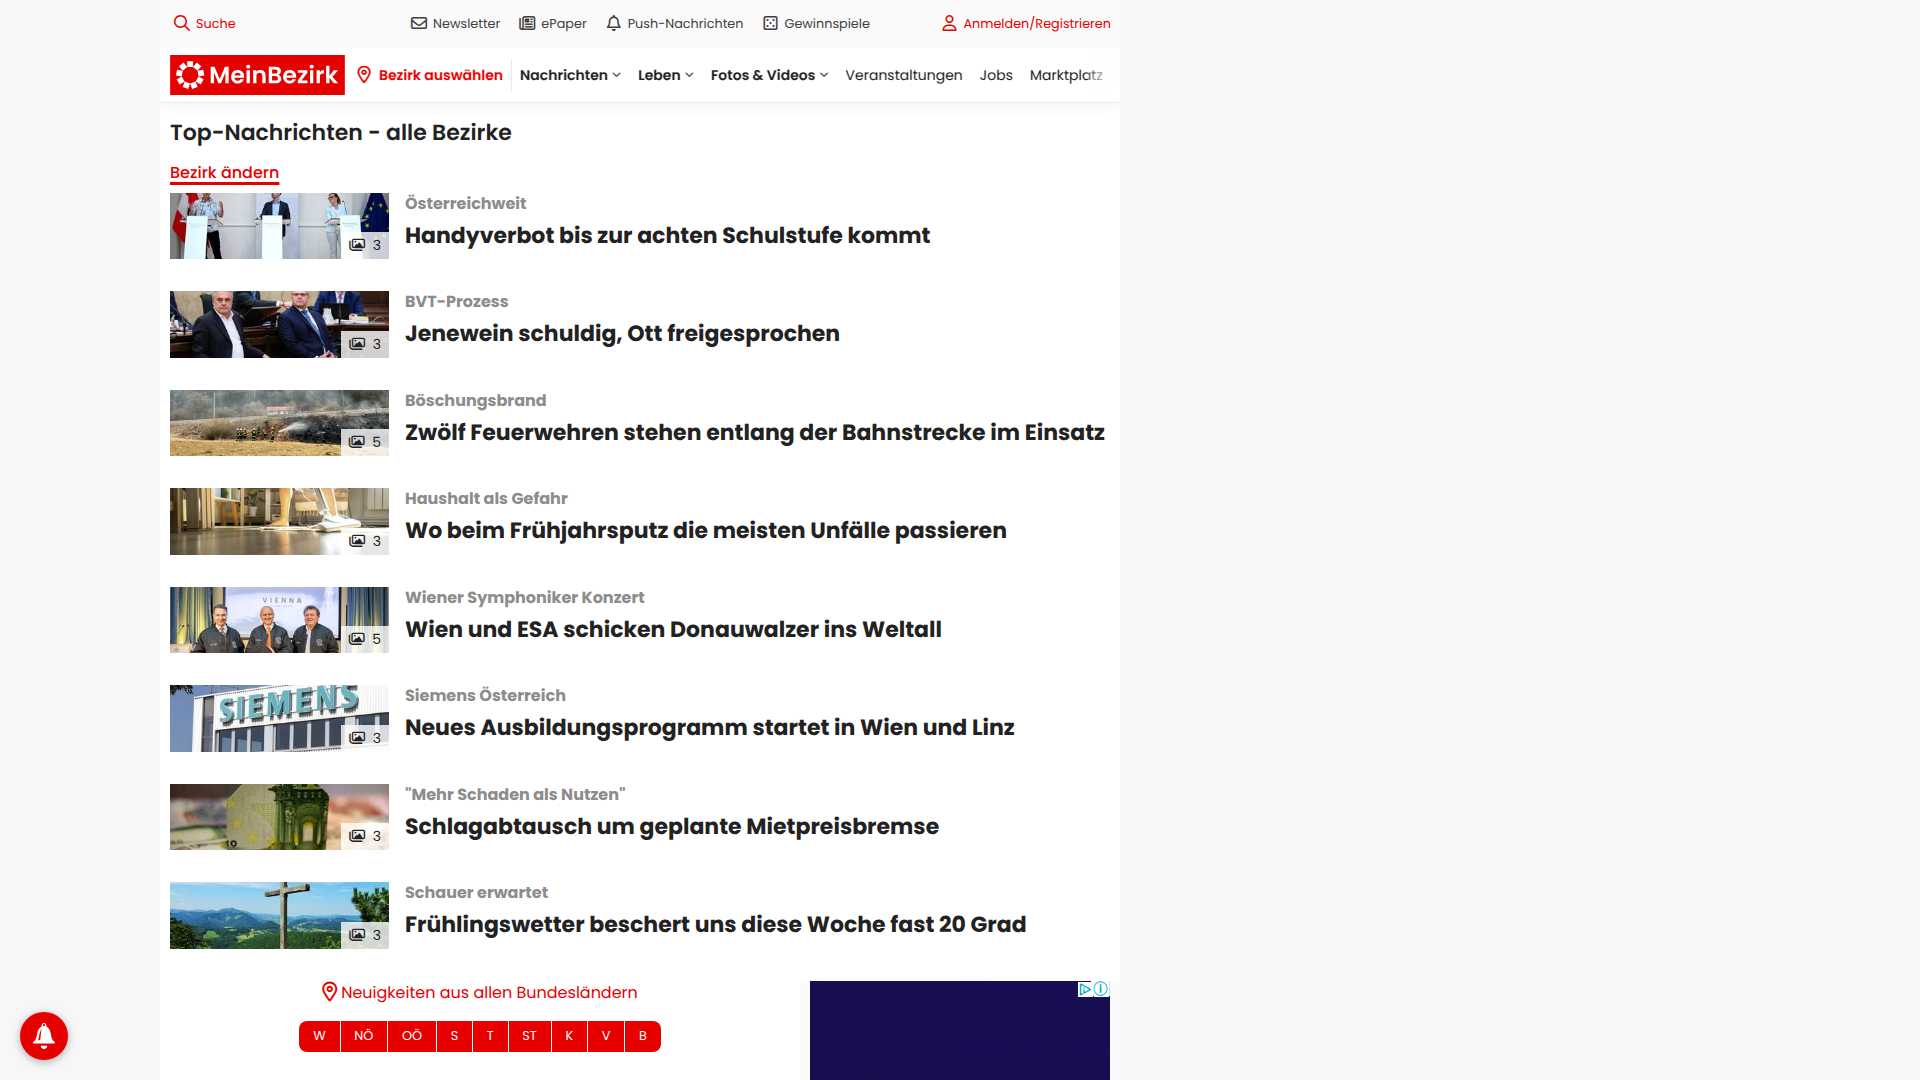 Suche
Newsletter
ePaper
Push-Nachrichten
Gewinnspiele
Anmelden/Registrieren
MeinBezirk
Bezirk auswählen
Nachrichten
Leben
Fotos & Videos
Veranstaltungen
Jobs
Marktplatz
Top-Nachrichten - alle Bezirke
Bezirk ändern
3
Österreichweit
Handyverbot bis zur achten Schulstufe kommt
3
BVT-Prozess
Jenewein schuldig, Ott freigesprochen
5
Böschungsbrand
Zwölf Feuerwehren stehen entlang der Bahnstrecke im Einsatz
3
Haushalt als Gefahr
Wo beim Frühjahrsputz die meisten Unfälle passieren
VIENNA
5
Wiener Symphoniker Konzert
Wien und ESA schicken Donauwalzer ins Weltall
SIEMENS
3
Siemens Österreich
Neues Ausbildungsprogramm startet in Wien und Linz
10
3
"Mehr Schaden als Nutzen"
Schlagabtausch um geplante Mietpreisbremse
3
Schauer erwartet
Frühlingswetter beschert uns diese Woche fast 20 Grad
Neuigkeiten aus allen Bundesländern
W
NÖ
OÖ
S
T
ST
K
V
B